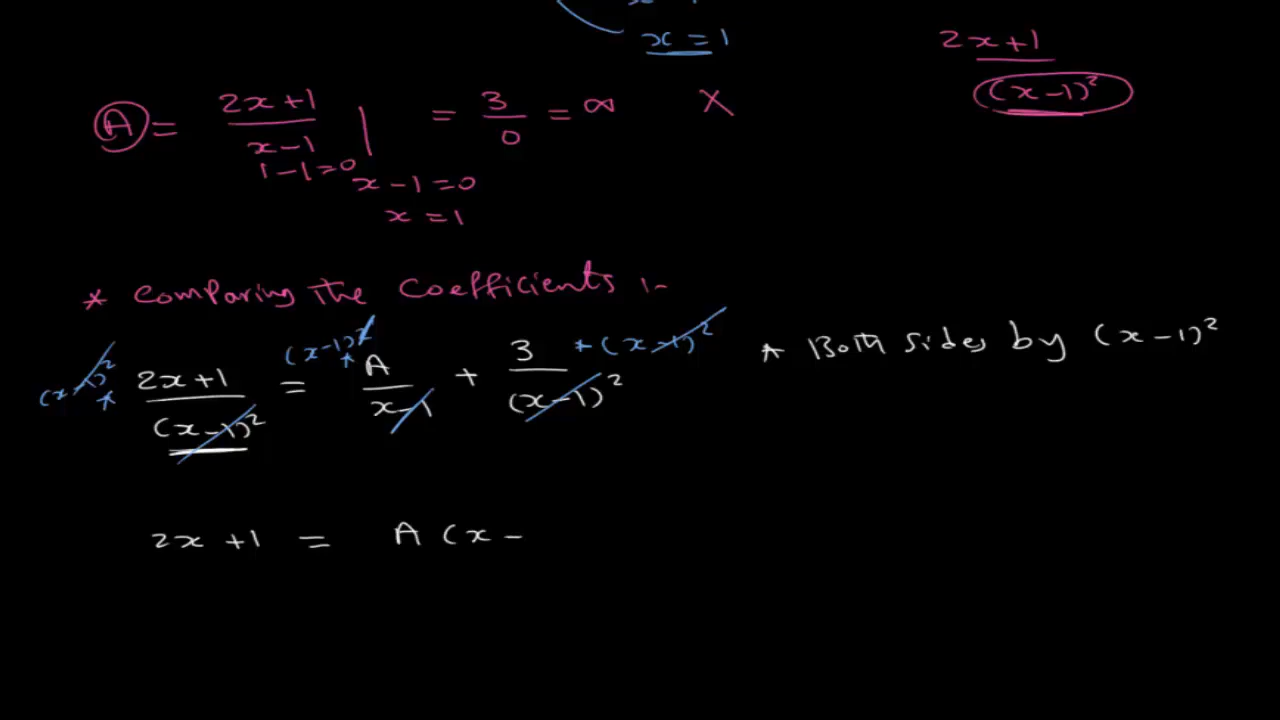 x = 1
2x+1
(x-1)²
A = 2x+1 / x-1 | = 3/0 = ∞ X
1-1=0
x-1=0
x=1
* Comparing the Coefficients :-
(x-1)² * 2x+1 / (x-1)² = (x-1)² * A / x-1 + 3 / (x-1)² * (x-1)² * Both sides by (x-1)²
2x+1 = A (x -